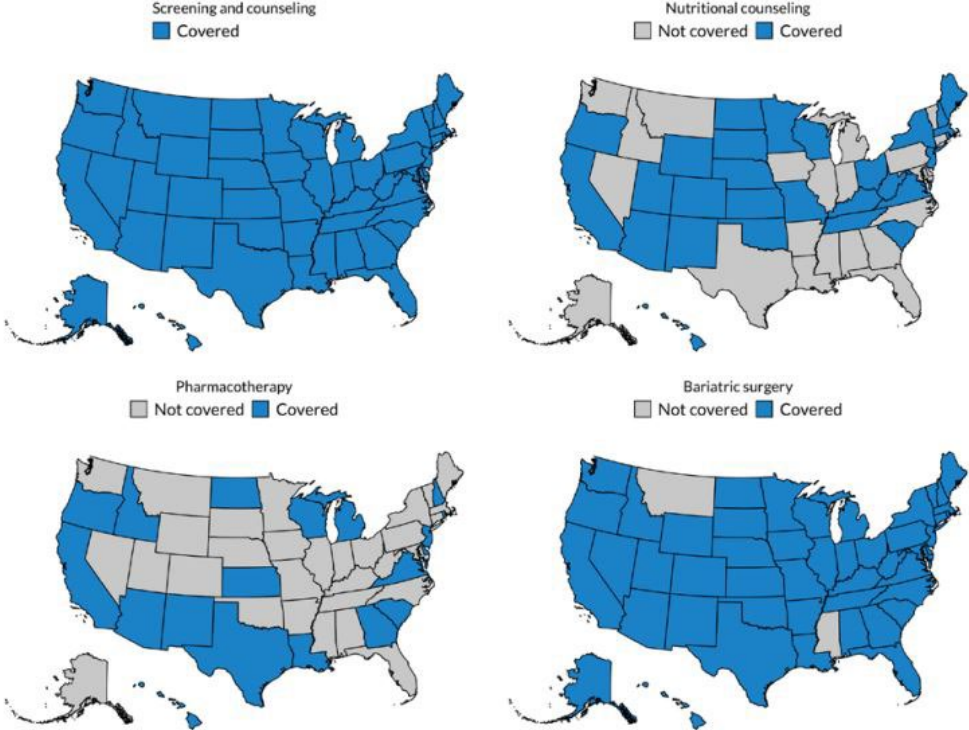 Screening and counseling
Covered
Nutritional counseling
Not covered Covered
Pharmacotherapy
Not covered Covered
Bariatric surgery
Not covered Covered